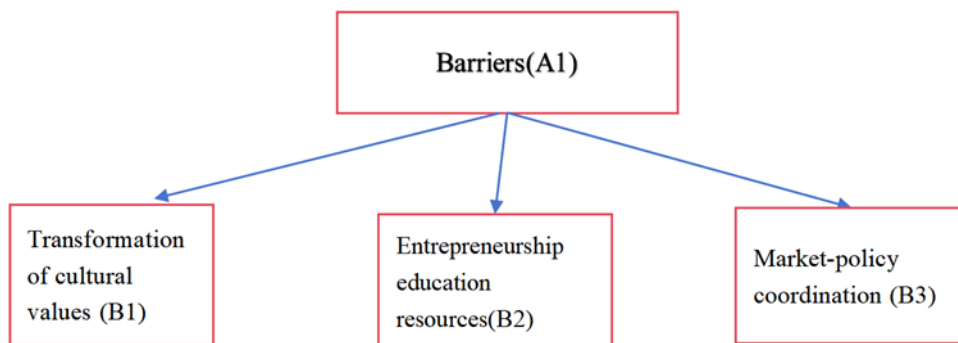 Barriers(A1)
Transformation
of cultural
values (B1)
Entrepreneurship
education
resources(B2)
Market-policy
coordination (B3)